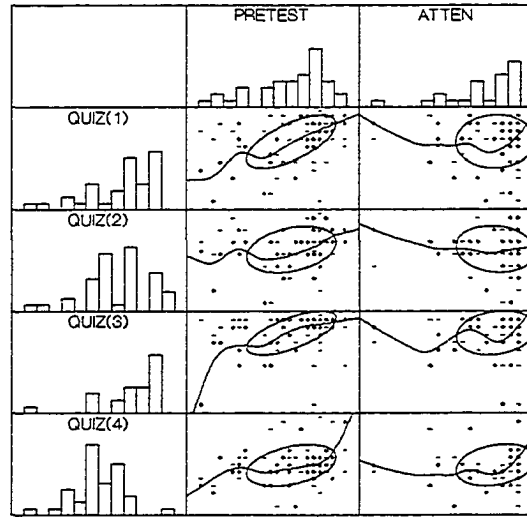 PRETEST
ATTEN
QUIZ(1)
QUIZ(2)
QUIZ(3)
QUIZ(4)